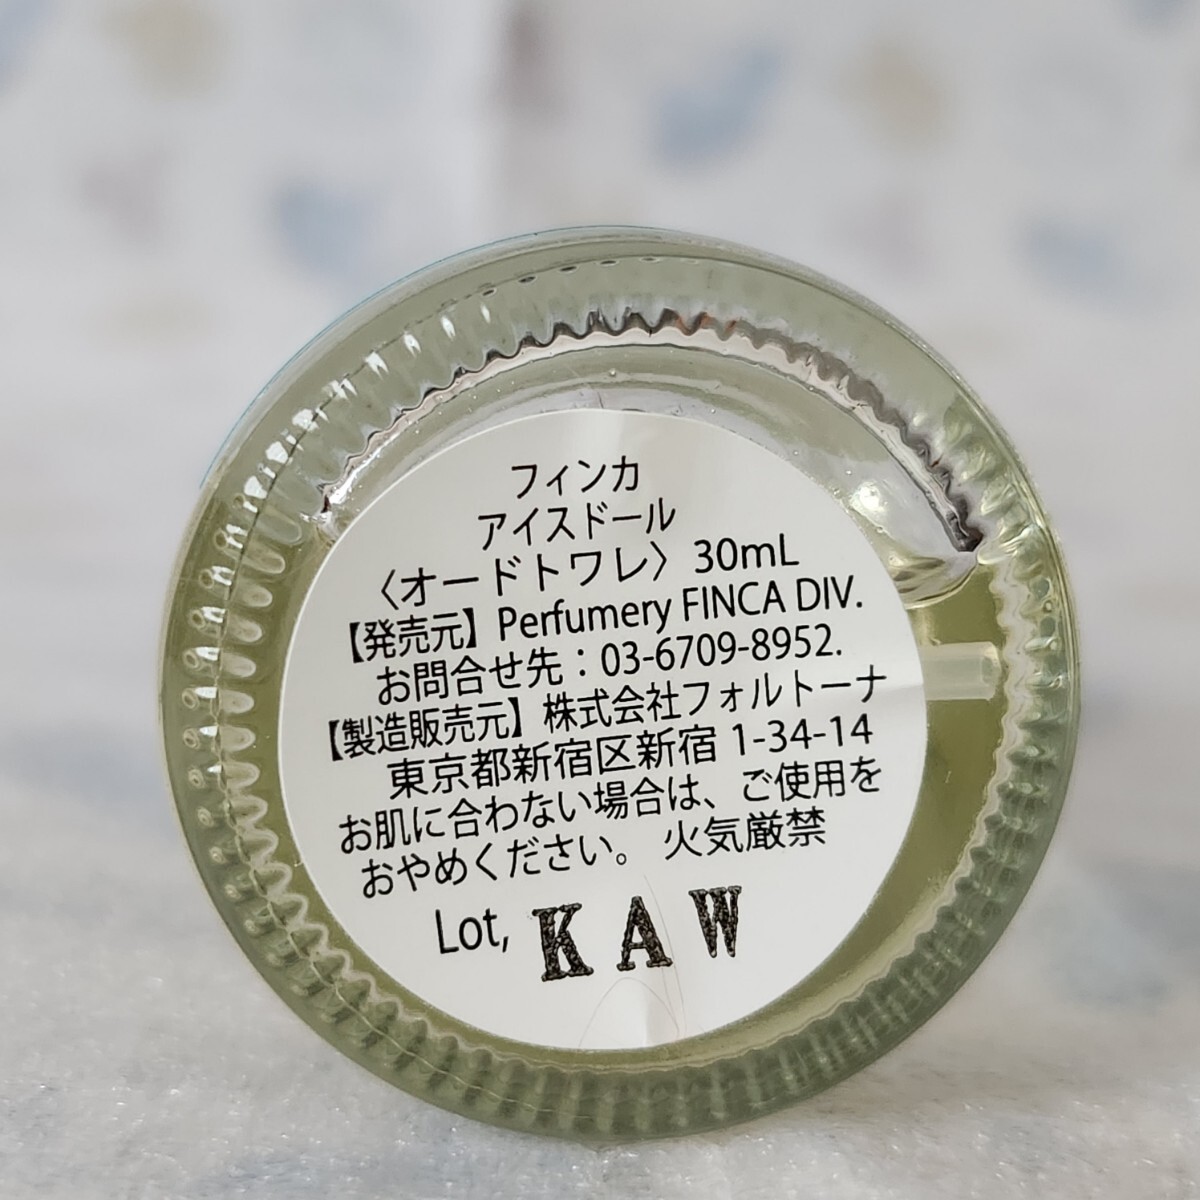 フィンカ
アイスドール
〈オードトワレ〉30mL
【発売元】Perfumery FINCA DIV.
お問合せ先：03-6709-8952.
【製造販売元】株式会社フォルトーナ
東京都新宿区新宿 1-34-14
お肌に合わない場合は、ご使用を
おやめください。火気厳禁
Lot, KAW